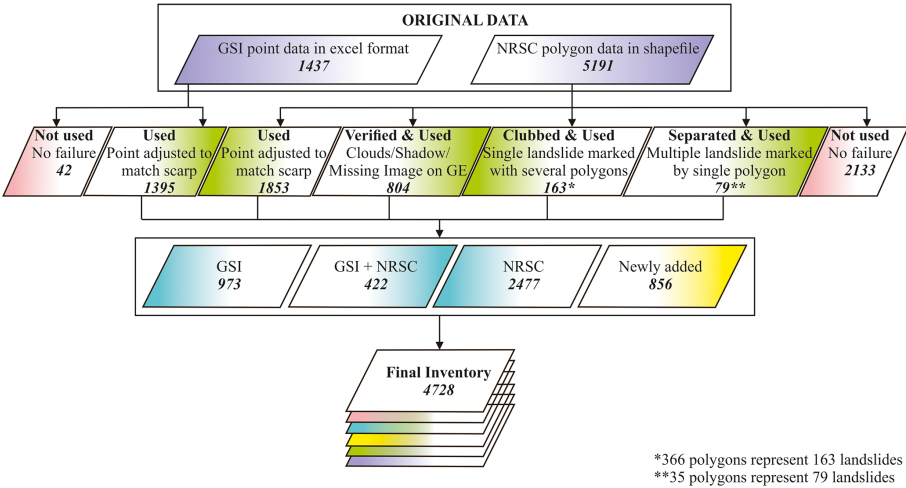 ORIGINAL DATA
GSI point data in excel format
1437
NRSC polygon data in shapefile
5191
Not used
No failure
42
Used
Point adjusted to
match scarp
1395
Used
Point adjusted to
match scarp
1853
Verified & Used
Clouds/Shadow/
Missing Image on GE
804
Clubbed & Used
Single landslide marked
with several polygons
163*
Separated & Used
Multiple landslide marked
by single polygon
79**
Not used
No failure
2133
GSI
973
GSI + NRSC
422
NRSC
2477
Newly added
856
Final Inventory
4728
*366 polygons represent 163 landslides
**35 polygons represent 79 landslides